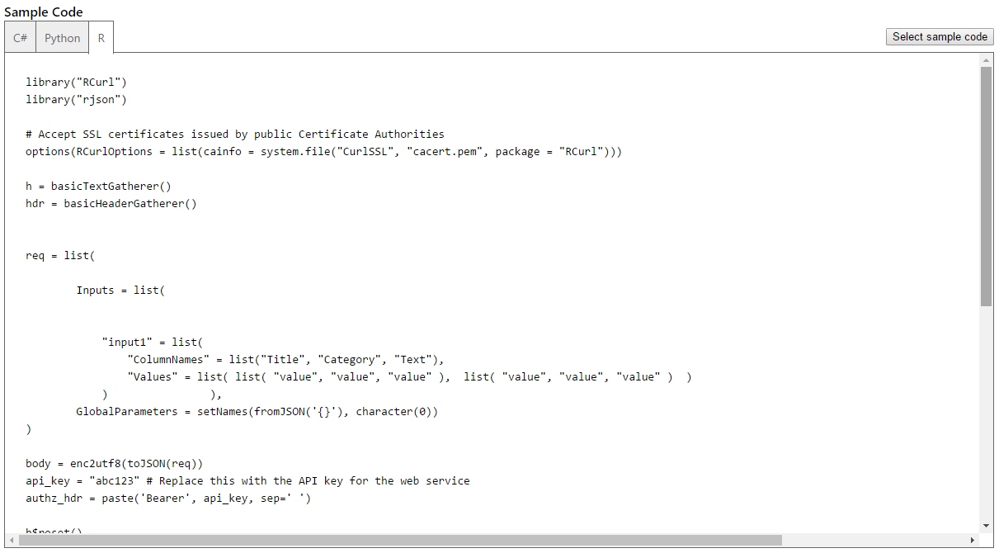 Sample Code
C# Python R Select sample code
library("RCurl")
library("rjson")
# Accept SSL certificates issued by public Certificate Authorities
options(RCurlOptions = list(cainfo = system.file("CurlSSL", "cacert.pem", package = "RCurl")))
h = basicTextGatherer()
hdr = basicHeaderGatherer()
req = list(
Inputs = list(
"input1" = list(
"ColumnNames" = list("Title", "Category", "Text"),
"Values" = list( list( "value", "value", "value" ), list( "value", "value", "value" ) )
) ),
GlobalParameters = setNames(fromJSON('{}'), character(0))
)
body = enc2utf8(toJSON(req))
api_key = "abc123" # Replace this with the API key for the web service
authz_hdr = paste('Bearer', api_key, sep=' ')
h$reset()